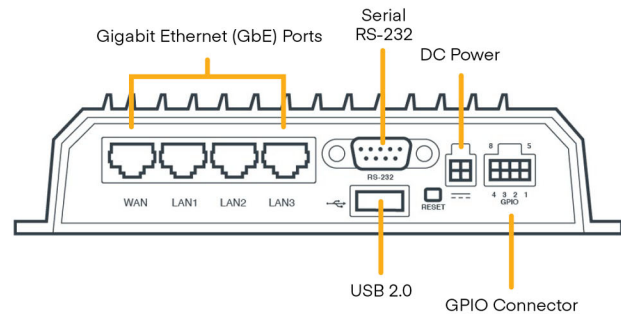 Serial
RS-232
Gigabit Ethernet (GbE) Ports
DC Power
8 5
RS-232
WAN LAN1 LAN2 LAN3
RESET
4 3 2 1
GPIO
USB 2.0
GPIO Connector